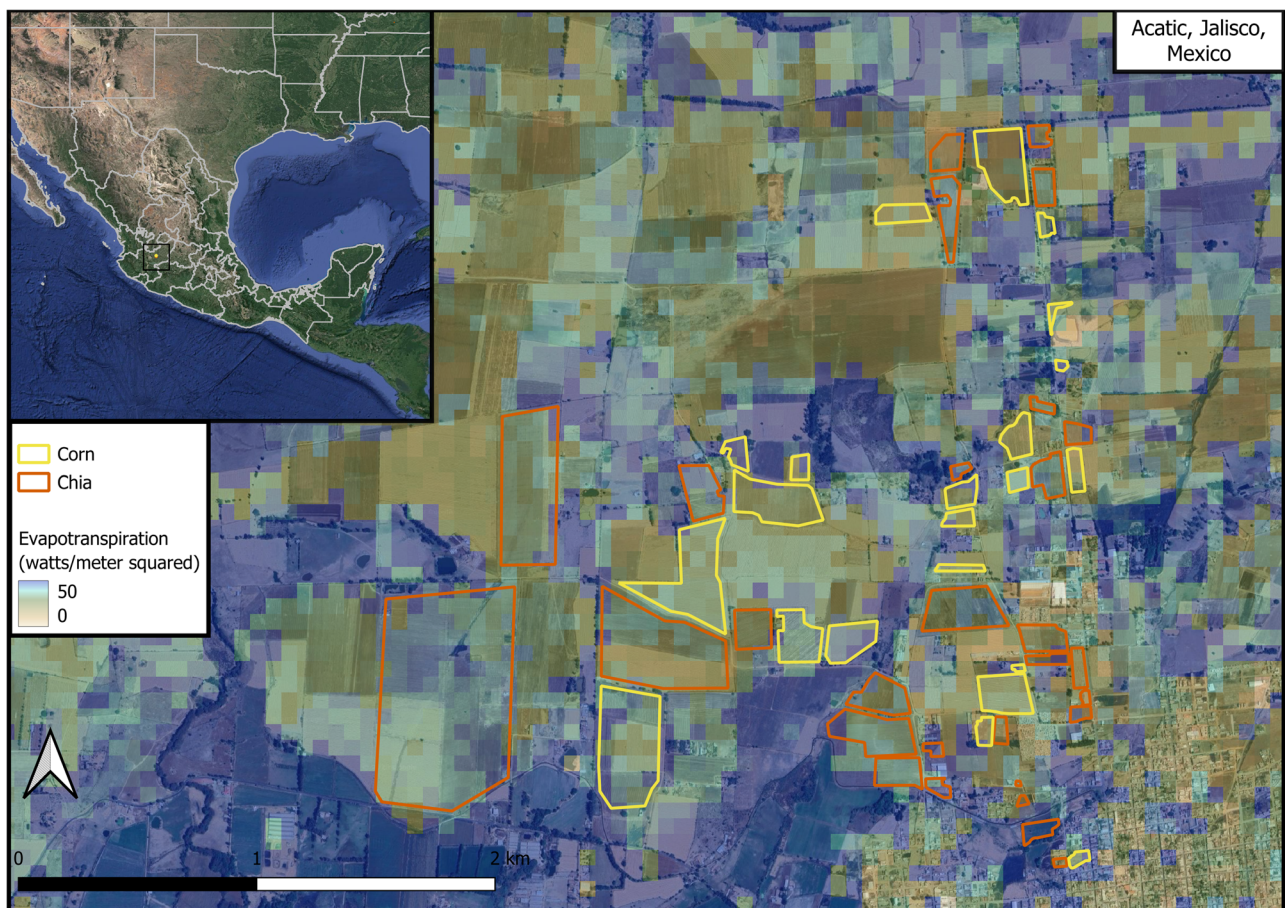 Acatic, Jalisco,
Mexico
Corn
Chia
Evapotranspiration
(watts/meter squared)
50
0
0
1
2 km